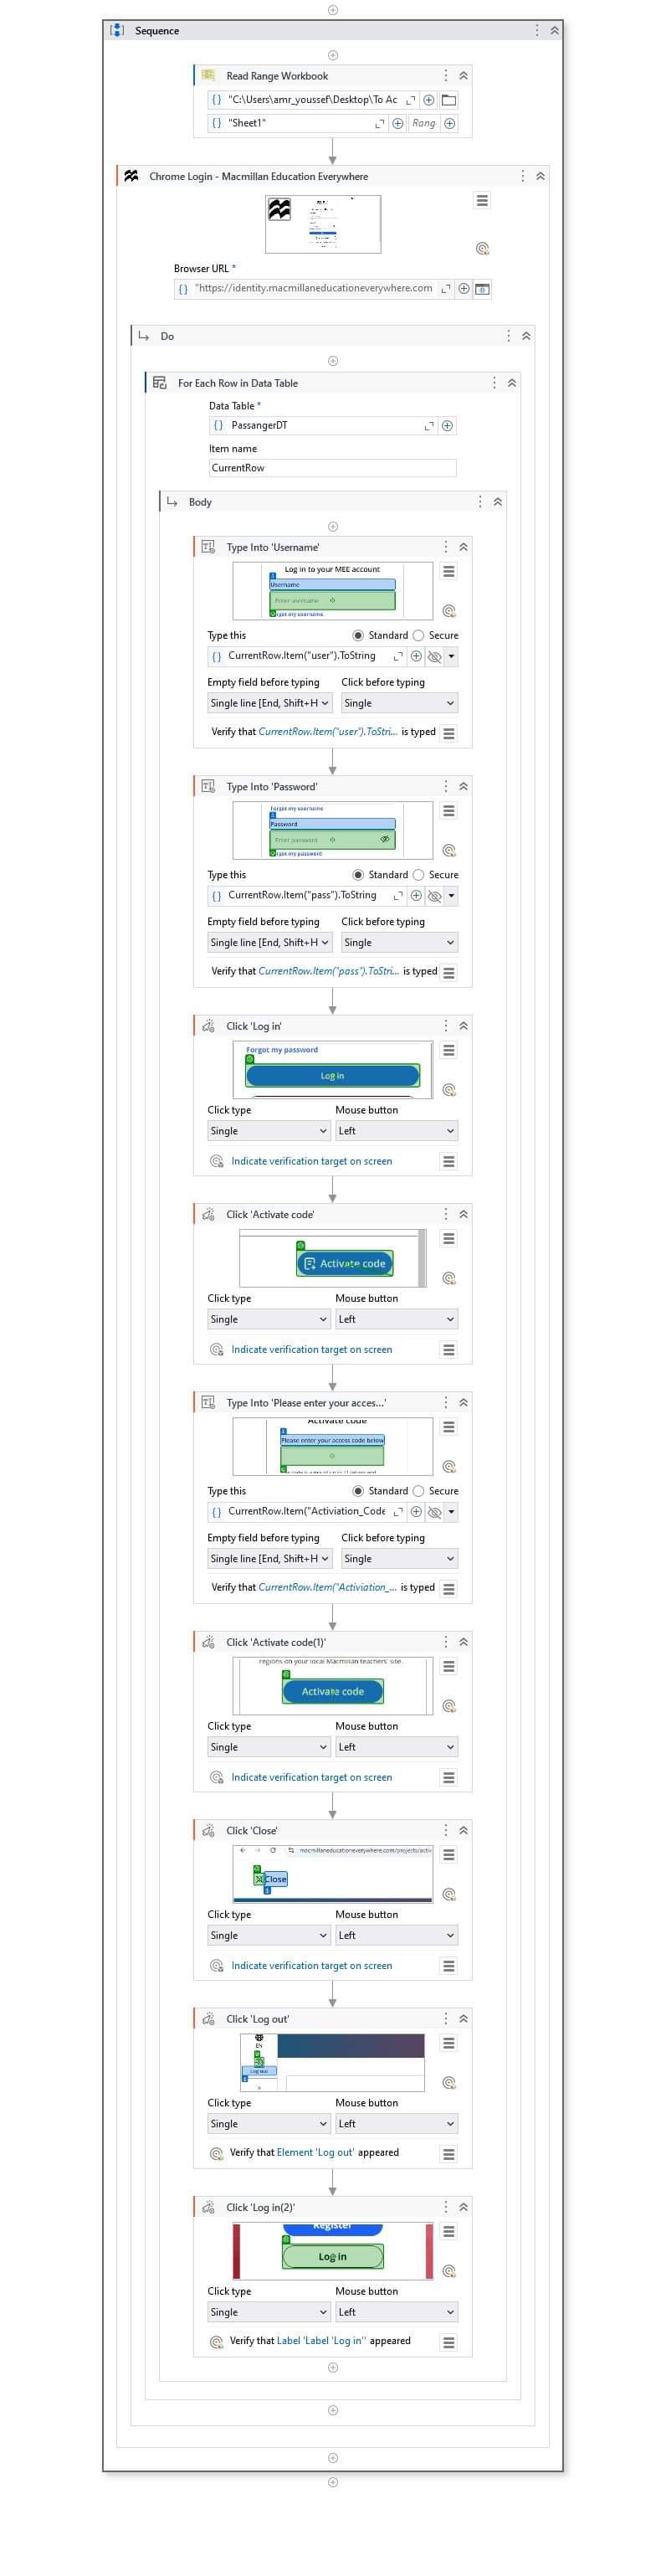 Sequence
Read Range Workbook
"C:\Users\amr_youssef\Desktop\To Ac
"Sheet1" Rang
Chrome Login - Macmillan Education Everywhere
Browser URL *
"https://identity.macmillaneducationeverywhere.com
Do
For Each Row in Data Table
Data Table *
PassangerDT
Item name
CurrentRow
Body
Type Into 'Username'
Log in to your MEE account
Username
Enter username
Forgot my username
Type this Standard Secure
CurrentRow.Item("user").ToString
Empty field before typing Click before typing
Single line [End, Shift+H Single
Verify that CurrentRow.Item("user").ToStri... is typed
Type Into 'Password'
Forgot my username
Password
Enter password
Forgot my password
Type this Standard Secure
CurrentRow.Item("pass").ToString
Empty field before typing Click before typing
Single line [End, Shift+H Single
Verify that CurrentRow.Item("pass").ToStri... is typed
Click 'Log in'
Forgot my password
Log in
Click type Mouse button
Single Left
Indicate verification target on screen
Click 'Activate code'
Activate code
Click type Mouse button
Single Left
Indicate verification target on screen
Type Into 'Please enter your acces...'
Activate code
Please enter your access code below
Type this Standard Secure
CurrentRow.Item("Activiation_Code
Empty field before typing Click before typing
Single line [End, Shift+H Single
Verify that CurrentRow.Item("Activiation_... is typed
Click 'Activate code(1)'
regions on your local Macmillan teachers' site.
Activate code
Click type Mouse button
Single Left
Indicate verification target on screen
Click 'Close'
macmillaneducationeverywhere.com/projects/activ
Close
Click type Mouse button
Single Left
Indicate verification target on screen
Click 'Log out'
EN
Log out
Click type Mouse button
Single Left
Verify that Element 'Log out' appeared
Click 'Log in(2)'
Register
Log in
Click type Mouse button
Single Left
Verify that Label 'Label 'Log in'' appeared